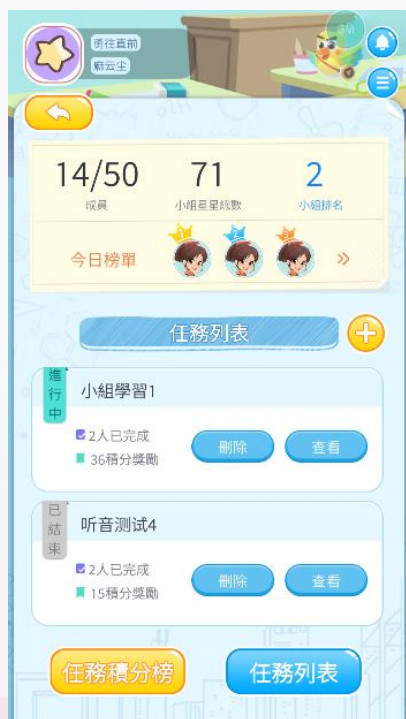 勇往直前
GM
14/50
71
2
成員
小組星星總數
小組排名
今日榜單
1
2
3
任務列表
進行中
小組學習1
2人已完成
36積分獎勵
刪除
查看
已結束
听音测试4
2人已完成
15積分獎勵
刪除
查看
任務積分榜
任務列表